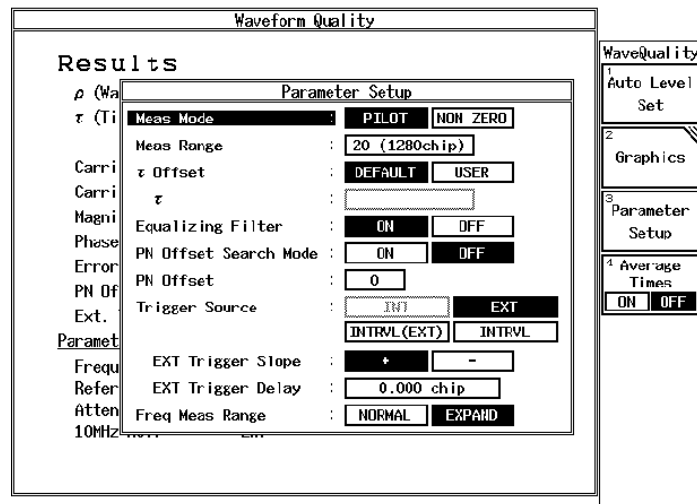 Waveform Quality
Results
ρ (Wa
τ (Ti
Carri
Carri
Magni
Phase
Error
PN Of
Ext.
Paramet
Frequ
Refer
Atten
10MHz
Parameter Setup
Meas Mode : PILOT NON ZERO
Meas Range : 20 (1280chip)
τ Offset : DEFAULT USER
τ :
Equalizing Filter : ON OFF
PN Offset Search Mode : ON OFF
PN Offset : 0
Trigger Source : INT EXT
INTRVL(EXT) INTRVL
EXT Trigger Slope : + -
EXT Trigger Delay : 0.000 chip
Freq Meas Range : NORMAL EXPAND
WaveQuality
1
Auto Level
Set
2
Graphics
3
Parameter
Setup
4 Average
Times
ON OFF